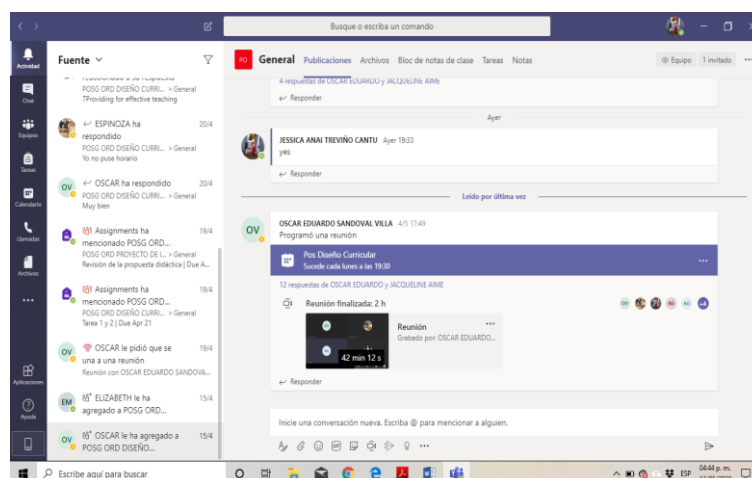 Busque o escriba un comando
Actividad
Chat
Equipos
Tareas
Calendario
Llamadas
Archivos
Aplicaciones
Ayuda
Fuente
reaccionado a su respuesta
POSG ORD DISEÑO CURRI... > General
7Providing for effective teaching
ESPINOZA ha respondido 20/4
POSG ORD DISEÑO CURRI... > General
Yo no puse horario
OSCAR ha respondido 20/4
POSG ORD DISEÑO CURRI... > General
Muy bien
Assignments ha mencionado POSG ORD... 19/4
POSG ORD PROYECTO DE I... > General
Revisión de la propuesta didáctica | Due A...
Assignments ha mencionado POSG ORD... 19/4
POSG ORD DISEÑO CURRI... > General
Tarea 1 y 2 | Due Apr 21
OV OSCAR le pidió que se una a una reunión 19/4
Reunión con OSCAR EDUARDO SANDOVA...
EM ELIZABETH le ha agregado a POSG ORD... 15/4
OV OSCAR le ha agregado a POSG ORD DISEÑO... 15/4
PO General Publicaciones Archivos Bloc de notas de clase Tareas Notas Equipo 1 invitado
4 respuestas de OSCAR EDUARDO y JACQUELINE AIME
Responder
Ayer
JESSICA ANAI TREVIÑO CANTU Ayer 19:33
yes
Responder
Leído por última vez
OV OSCAR EDUARDO SANDOVAL VILLA 4/5 17:49
Programó una reunión
Pos Diseño Curricular
Sucede cada lunes a las 19:30
12 respuestas de OSCAR EDUARDO y JACQUELINE AIME
Reunión finalizada: 2 h
+4
42 min 12 s
Reunión
Grabado por: OSCAR EDUARDO...
Responder
Inicie una conversación nueva. Escriba @ para mencionar a alguien.
Escribe aquí para buscar
ESP
04:44 p. m.